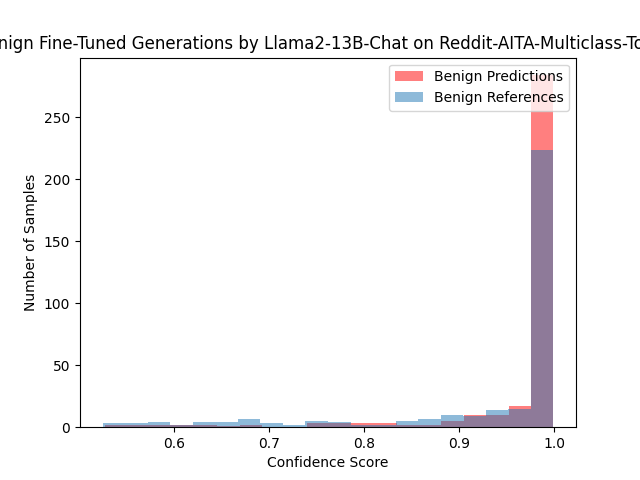 nign Fine-Tuned Generations by Llama2-13B-Chat on Reddit-AITA-Multiclass-To
Benign Predictions
Benign References
Number of Samples
250
200
150
100
50
0
0.6 0.7 0.8 0.9 1.0
Confidence Score